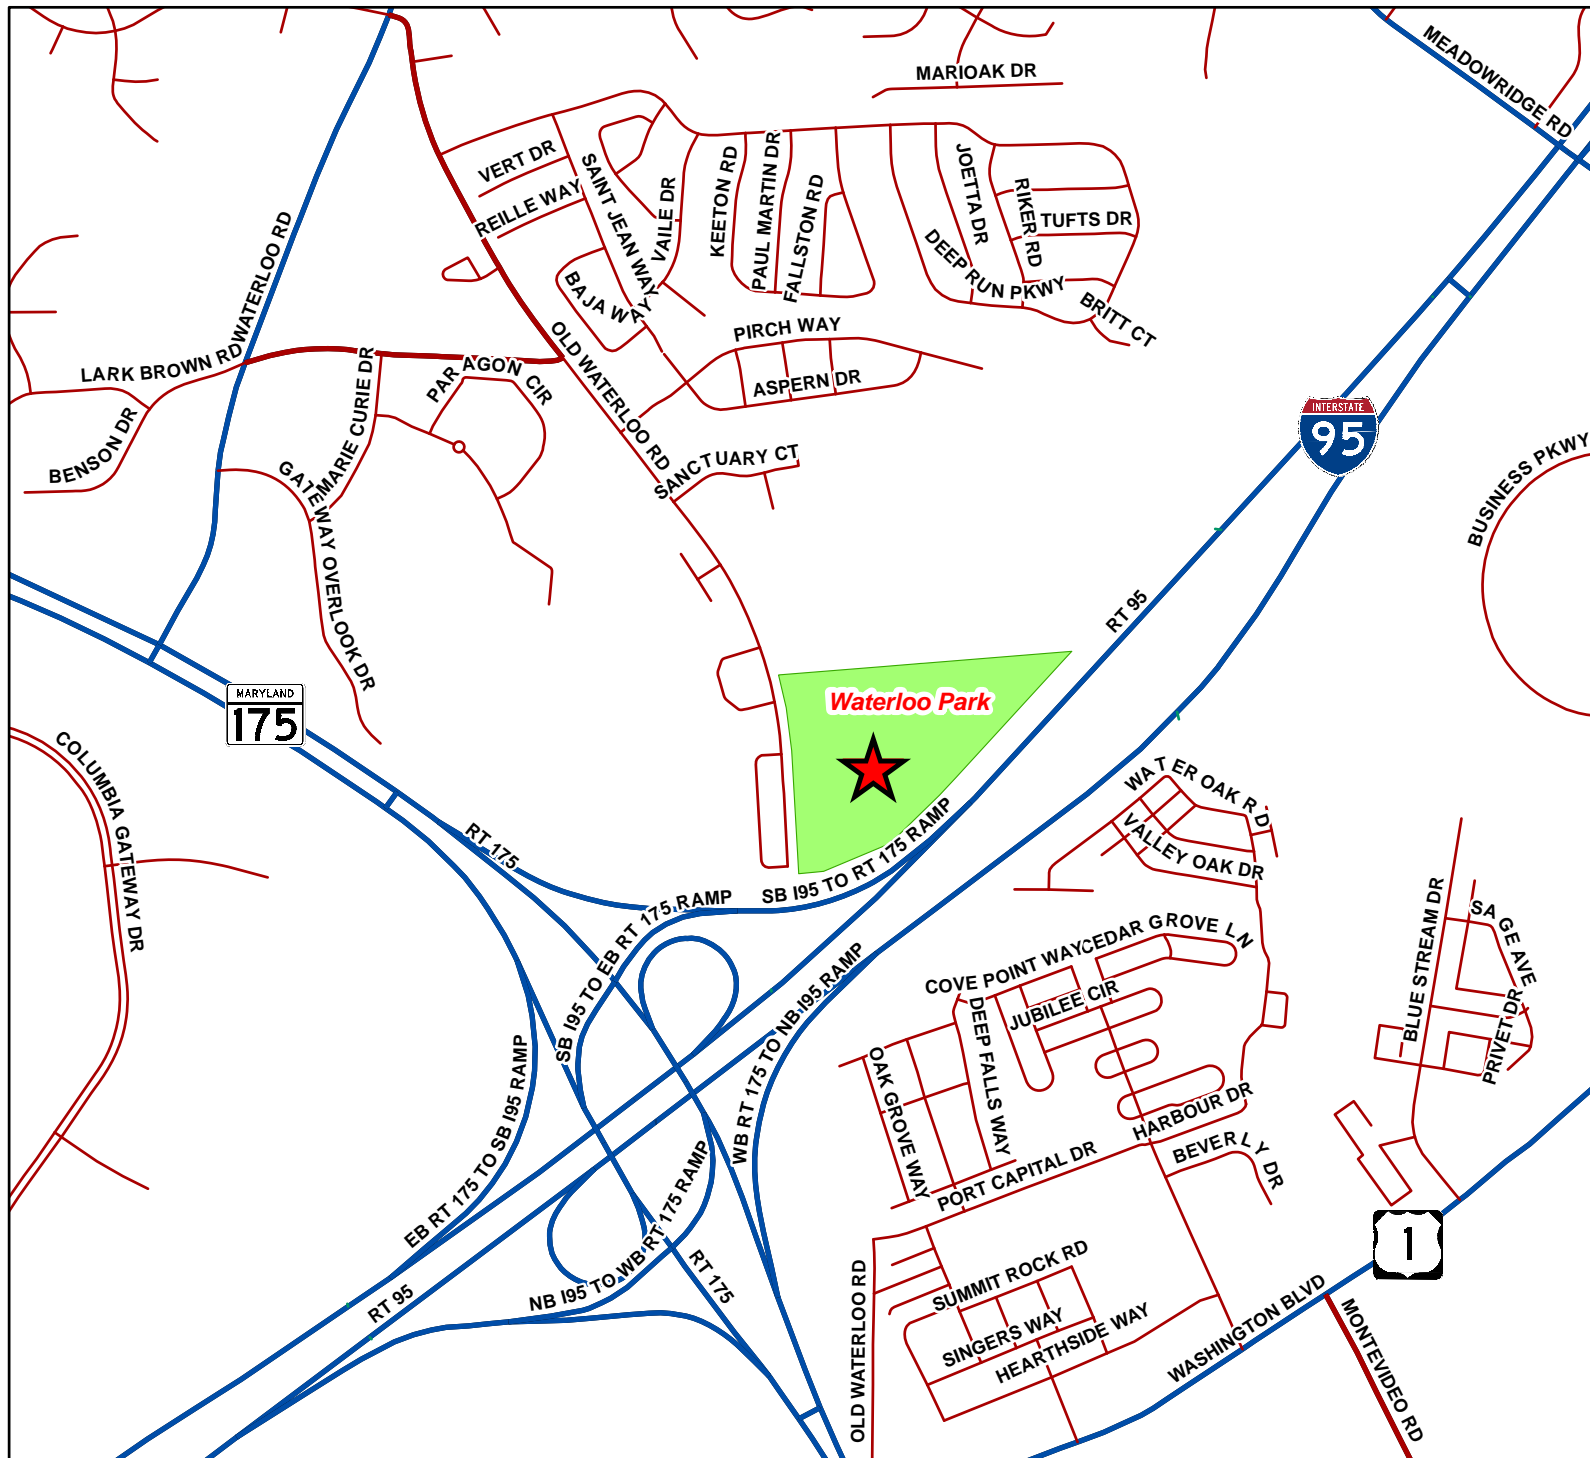 MEADOWRIDGE RD
MARIOAK DR
VERT DR
REILLE WAY
SAINT JEAN WAY
VAILE DR
KEETON RD
PAUL MARTIN DR
FALLSTON RD
JOETTA DR
RIKER RD
TUFTS DR
DEEP RUN PKWY
BRITT CT
BAJA WAY
WATERLOO RD
LARK BROWN RD
BENSON DR
MARIE CURIE DR
PARAGON CIR
OLD WATERLOO RD
PIRCH WAY
ASPERN DR
SANCTUARY CT
GATEWAY OVERLOOK DR
INTERSTATE
95
BUSINESS PKWY
RT 95
MARYLAND
175
Waterloo Park
COLUMBIA GATEWAY DR
RT 175
SB I95 TO RT 175 RAMP
SB I95 TO EB RT 175 RAMP
WATER OAK RD
VALLEY OAK DR
BLUE STREAM DR
SAGE AVE
PRIVET DR
COVE POINT WAY
CEDAR GROVE LN
JUBILEE CIR
DEEP FALLS WAY
OAK GROVE WAY
WB RT 175 TO NB I95 RAMP
EB RT 175 TO SB I95 RAMP
NB I95 TO WB RT 175 RAMP
HARBOUR DR
BEVERLY DR
PORT CAPITAL DR
RT 95
RT 175
OLD WATERLOO RD
SUMMIT ROCK RD
SINGERS WAY
HEARTHSIDE WAY
WASHINGTON BLVD
1
MONTEVIDEO RD